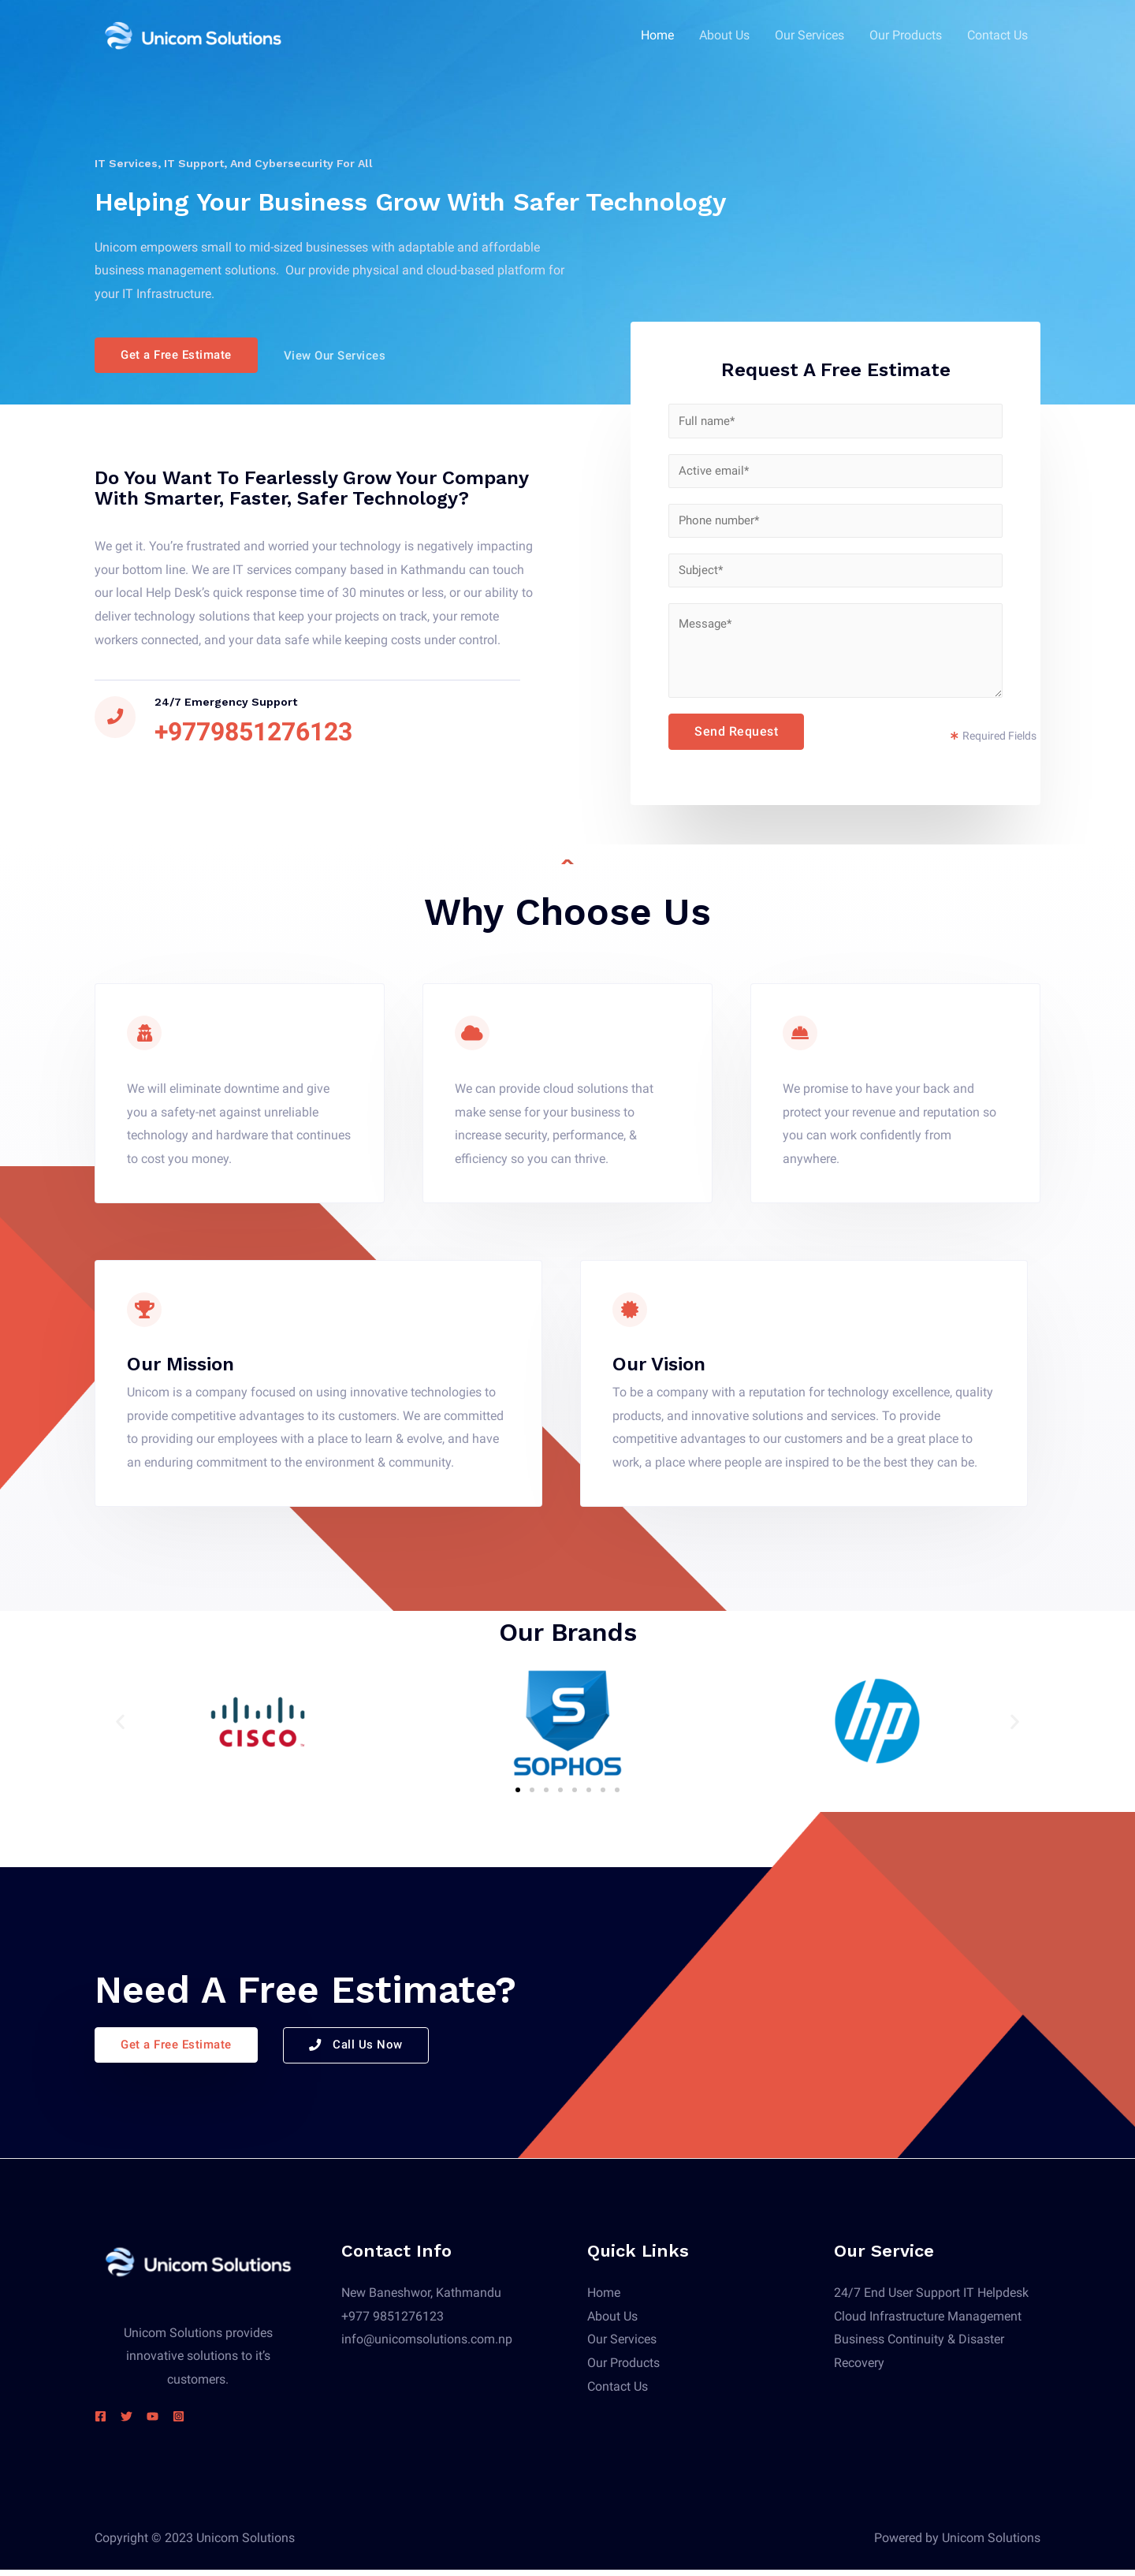 Unicom Solutions
Home
About Us
Our Services
Our Products
Contact Us
IT Services, IT Support, And Cybersecurity For All
Helping Your Business Grow With Safer Technology
Unicom empowers small to mid-sized businesses with adaptable and affordable
business management solutions.  Our provide physical and cloud-based platform for
your IT Infrastructure.
Get a Free Estimate
View Our Services
Request A Free Estimate
Full name*
Active email*
Phone number*
Subject*
Message*
Send Request
* Required Fields
Do You Want To Fearlessly Grow Your Company
With Smarter, Faster, Safer Technology?
We get it. You’re frustrated and worried your technology is negatively impacting
your bottom line. We are IT services company based in Kathmandu can touch
our local Help Desk’s quick response time of 30 minutes or less, or our ability to
deliver technology solutions that keep your projects on track, your remote
workers connected, and your data safe while keeping costs under control.
24/7 Emergency Support
+9779851276123
Why Choose Us
We will eliminate downtime and give
you a safety-net against unreliable
technology and hardware that continues
to cost you money.
We can provide cloud solutions that
make sense for your business to
increase security, performance, &
efficiency so you can thrive.
We promise to have your back and
protect your revenue and reputation so
you can work confidently from
anywhere.
Our Mission
Unicom is a company focused on using innovative technologies to
provide competitive advantages to its customers. We are committed
to providing our employees with a place to learn & evolve, and have
an enduring commitment to the environment & community.
Our Vision
To be a company with a reputation for technology excellence, quality
products, and innovative solutions and services. To provide
competitive advantages to our customers and be a great place to
work, a place where people are inspired to be the best they can be.
Our Brands
CISCO
S
SOPHOS
hp
Need A Free Estimate?
Get a Free Estimate
Call Us Now
Unicom Solutions
Unicom Solutions provides
innovative solutions to it’s
customers.
Contact Info
New Baneshwor, Kathmandu
+977 9851276123
info@unicomsolutions.com.np
Quick Links
Home
About Us
Our Services
Our Products
Contact Us
Our Service
24/7 End User Support IT Helpdesk
Cloud Infrastructure Management
Business Continuity & Disaster
Recovery
Copyright © 2023 Unicom Solutions
Powered by Unicom Solutions